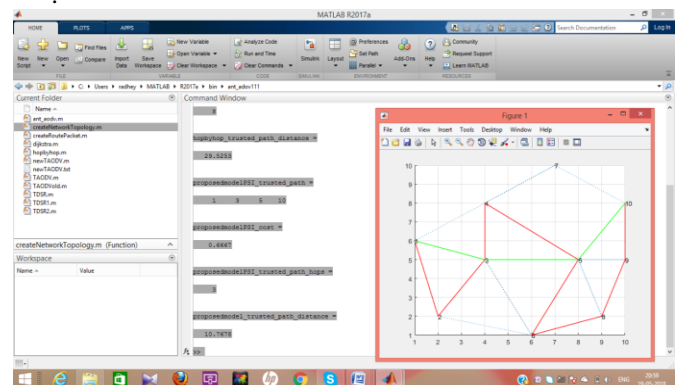 MATLAB R2017a
HOME
PLOTS
APPS
Search Documentation
Log In
New Script
New
Open
Find Files
Compare
Import Data
Save Workspace
New Variable
Open Variable
Clear Workspace
Analyze Code
Run and Time
Clear Commands
Simulink
Layout
Preferences
Set Path
Parallel
Add-Ons
Help
Community
Request Support
Learn MATLAB
FILE
VARIABLE
CODE
SIMULINK
ENVIRONMENT
RESOURCES
C: Users radhey MATLAB R2017a bin ant_adov111
Current Folder
Name
ant_aodv.m
createNetworkTopology.m
createRoutePacket.m
dijkstra.m
hopbyhop.m
newTAODV.m
newTAODV.txt
TAODV.m
TAODVold.m
TDSR.m
TDSR1.m
TDSR2.m
createNetworkTopology.m (Function)
Workspace
Name
Value
Command Window
hopbyhop_trusted_path_distance =
29.5253
proposedmodelPSI_trusted_path =
1 3 5 10
proposedmodelPSI_cost =
0.6667
proposedmodelPSI_trusted_path_hops =
3
proposedmodel_trusted_path_distance =
10.7678
fx >>
Figure 1
File Edit View Insert Tools Desktop Window Help
10
9
8
7
6
5
4
3
2
1
1 2 3 4 5 6 7 8 9 10
ENG
20:50
29-05-2018